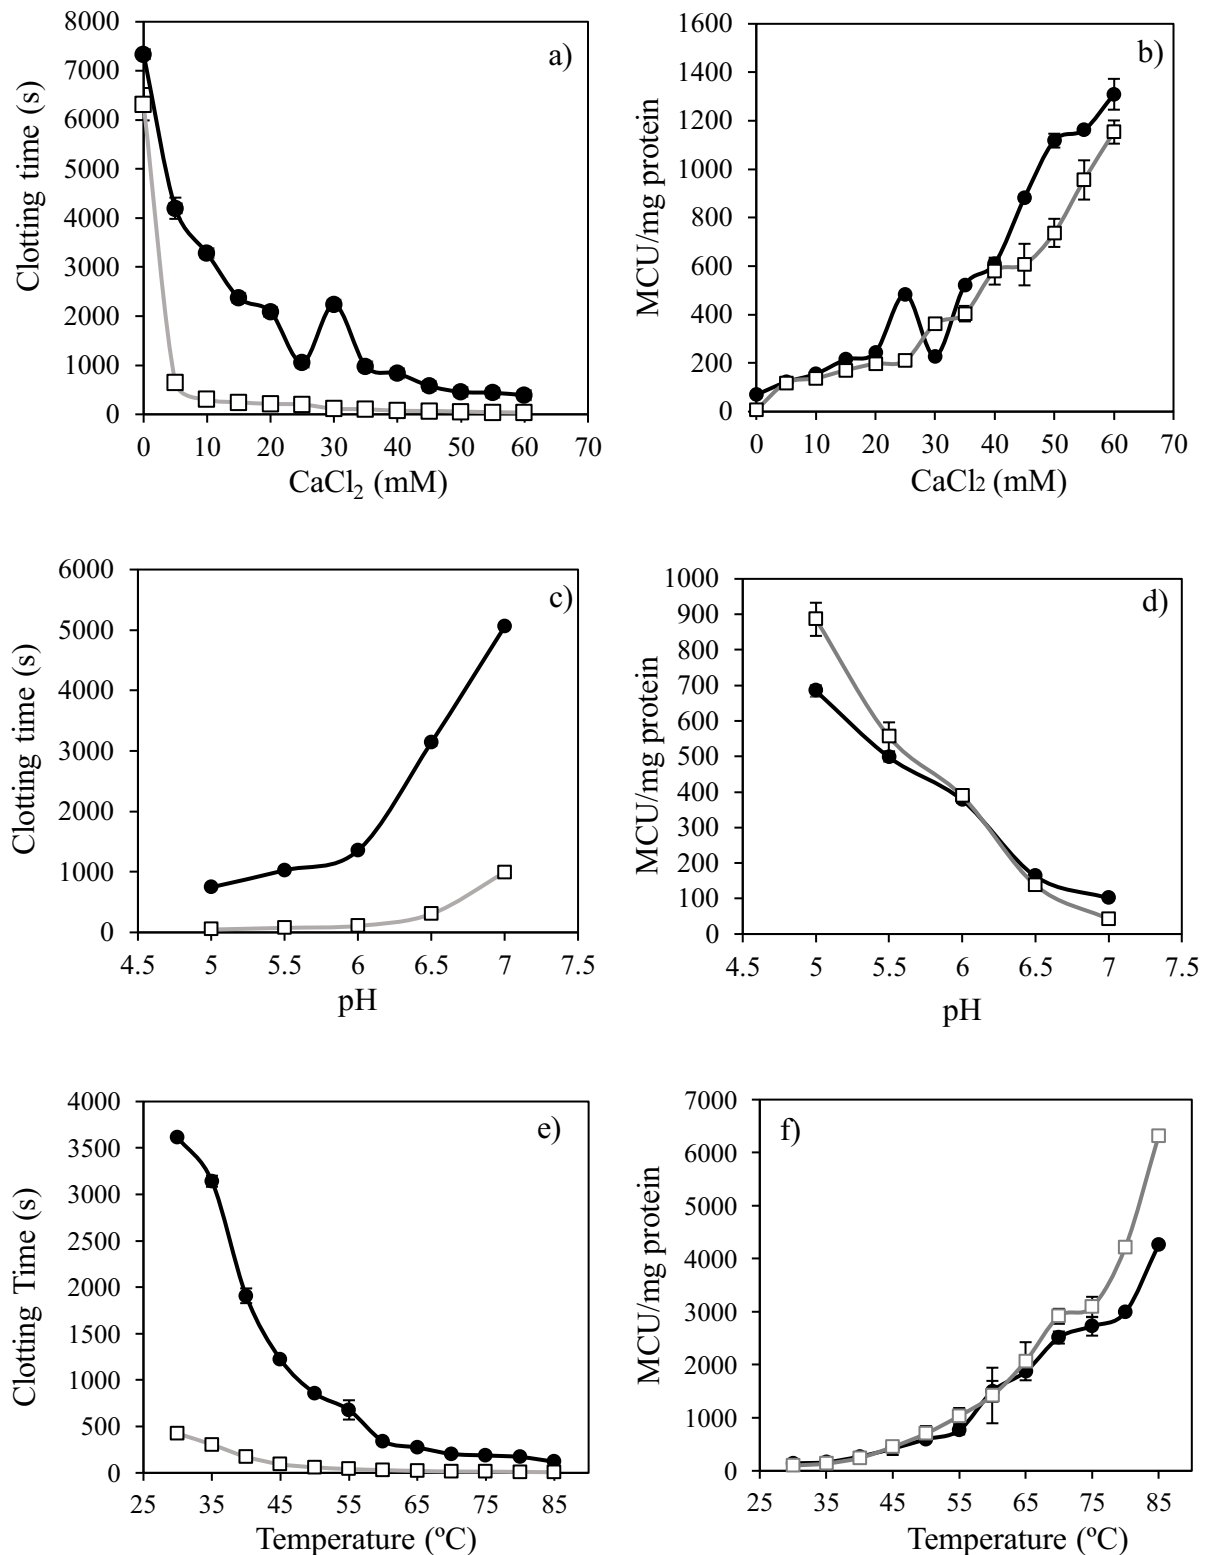 a)
Clotting time (s)
8000
7000
6000
5000
4000
3000
2000
1000
0
0 10 20 30 40 50 60 70
CaCl₂ (mM)
b)
MCU/mg protein
1600
1400
1200
1000
800
600
400
200
0
0 10 20 30 40 50 60 70
CaCl2 (mM)
c)
Clotting time (s)
6000
5000
4000
3000
2000
1000
0
4.5 5 5.5 6 6.5 7 7.5
pH
d)
MCU/mg protein
1000
900
800
700
600
500
400
300
200
100
0
4.5 5 5.5 6 6.5 7 7.5
pH
e)
Clotting Time (s)
4000
3500
3000
2500
2000
1500
1000
500
0
25 35 45 55 65 75 85
Temperature (ºC)
f)
MCU/mg protein
7000
6000
5000
4000
3000
2000
1000
0
25 35 45 55 65 75 85
Temperature (ºC)